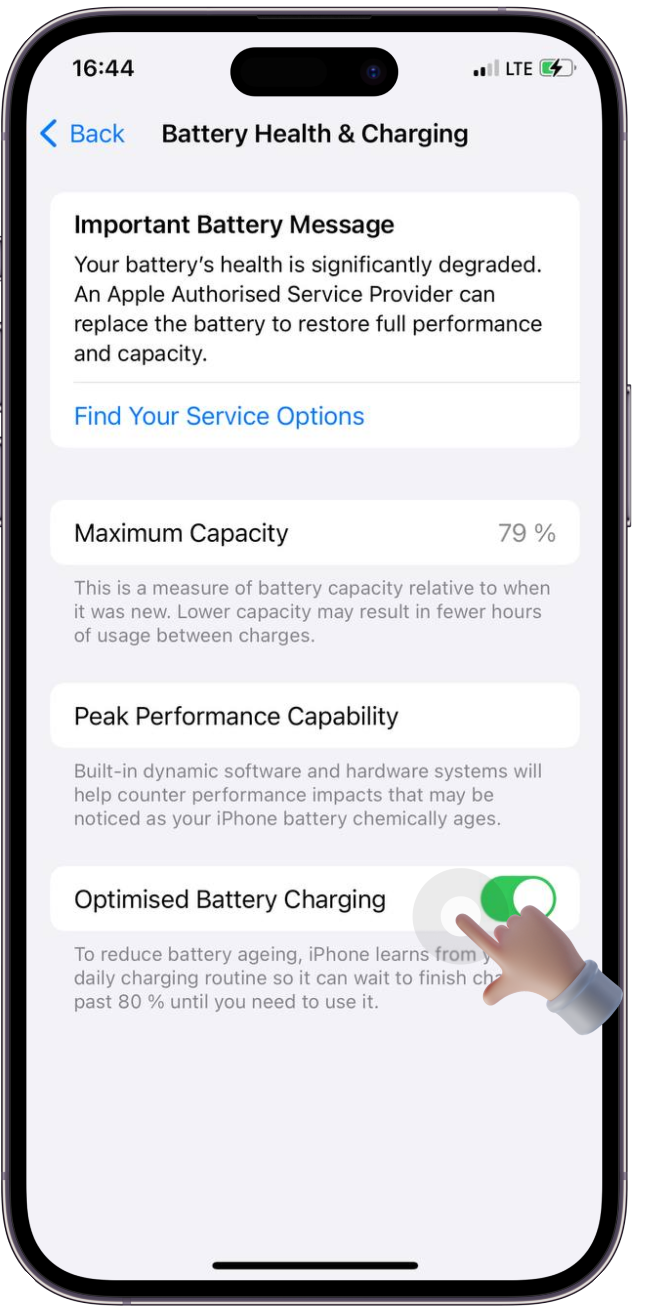 16:44
LTE
Back
Battery Health & Charging
Important Battery Message
Your battery's health is significantly degraded.
An Apple Authorised Service Provider can
replace the battery to restore full performance
and capacity.
Find Your Service Options
Maximum Capacity
79 %
This is a measure of battery capacity relative to when
it was new. Lower capacity may result in fewer hours
of usage between charges.
Peak Performance Capability
Built-in dynamic software and hardware systems will
help counter performance impacts that may be
noticed as your iPhone battery chemically ages.
Optimised Battery Charging
To reduce battery ageing, iPhone learns from
daily charging routine so it can wait to finish
past 80 % until you need to use it.